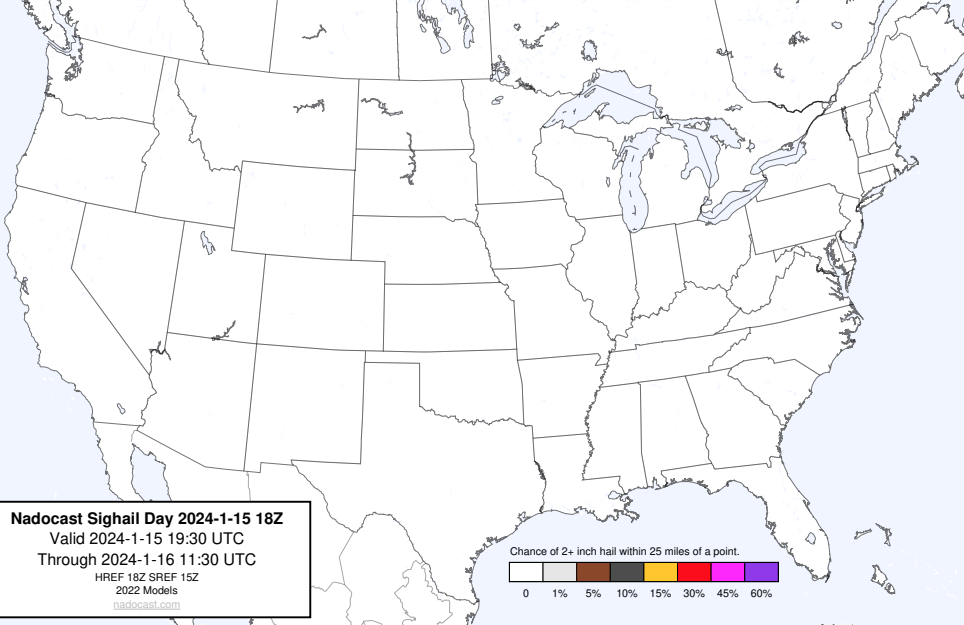 Nadocast Sighail Day 2024-1-15 18Z
Valid 2024-1-15 19:30 UTC
Through 2024-1-16 11:30 UTC
HREF 18Z SREF 15Z
2022 Models
nadocast.com
Chance of 2+ inch hail within 25 miles of a point.
0 1% 5% 10% 15% 30% 45% 60%